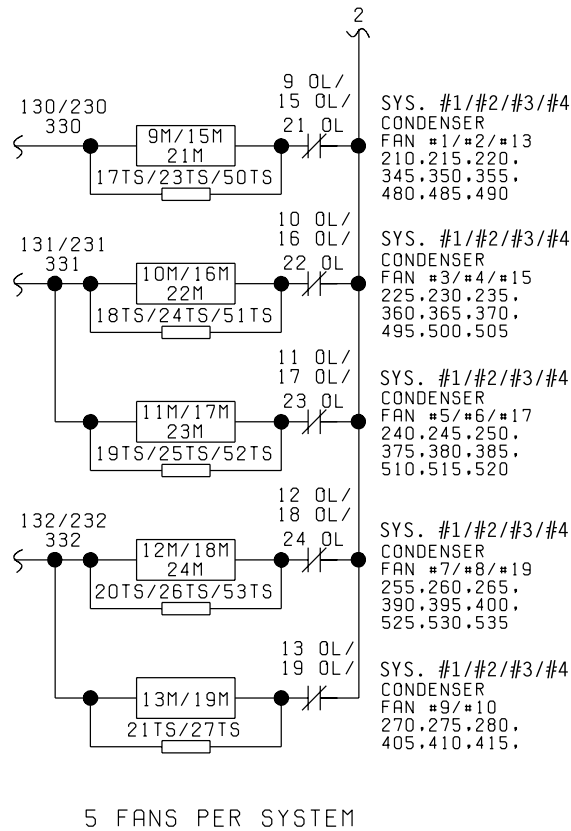 2
9 OL/
15 OL/
21 OL
130/230
330
9M/15M
21M
17TS/23TS/50TS
SYS. #1/#2/#3/#4
CONDENSER
FAN #1/#2/#13
210,215,220,
345,350,355,
480,485,490
10 OL/
16 OL/
22 OL
131/231
331
10M/16M
22M
18TS/24TS/51TS
SYS. #1/#2/#3/#4
CONDENSER
FAN #3/#4/#15
225,230,235,
360,365,370,
495,500,505
11 OL/
17 OL/
23 OL
11M/17M
23M
19TS/25TS/52TS
SYS. #1/#2/#3/#4
CONDENSER
FAN #5/#6/#17
240,245,250,
375,380,385,
510,515,520
12 OL/
18 OL/
24 OL
132/232
332
12M/18M
24M
20TS/26TS/53TS
SYS. #1/#2/#3/#4
CONDENSER
FAN #7/#8/#19
255,260,265,
390,395,400,
525,530,535
13 OL/
19 OL/
13M/19M
21TS/27TS
SYS. #1/#2/#3/#4
CONDENSER
FAN #9/#10
270,275,280,
405,410,415,
5 FANS PER SYSTEM